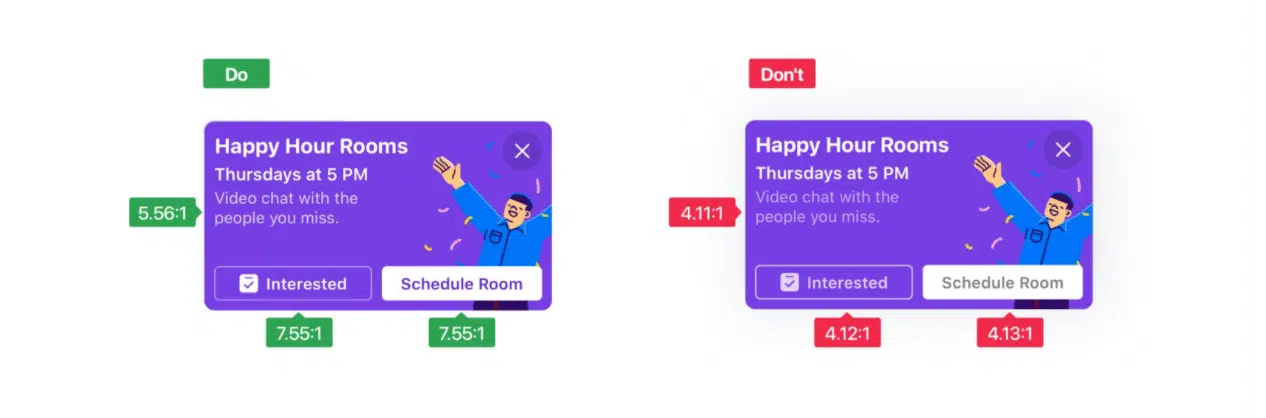 Do
Happy Hour Rooms
Thursdays at 5 PM
Video chat with the
people you miss.
5.56:1
Interested
Schedule Room
7.55:1
7.55:1
Don't
Happy Hour Rooms
Thursdays at 5 PM
Video chat with the
people you miss.
4.11:1
Interested
Schedule Room
4.12:1
4.13:1